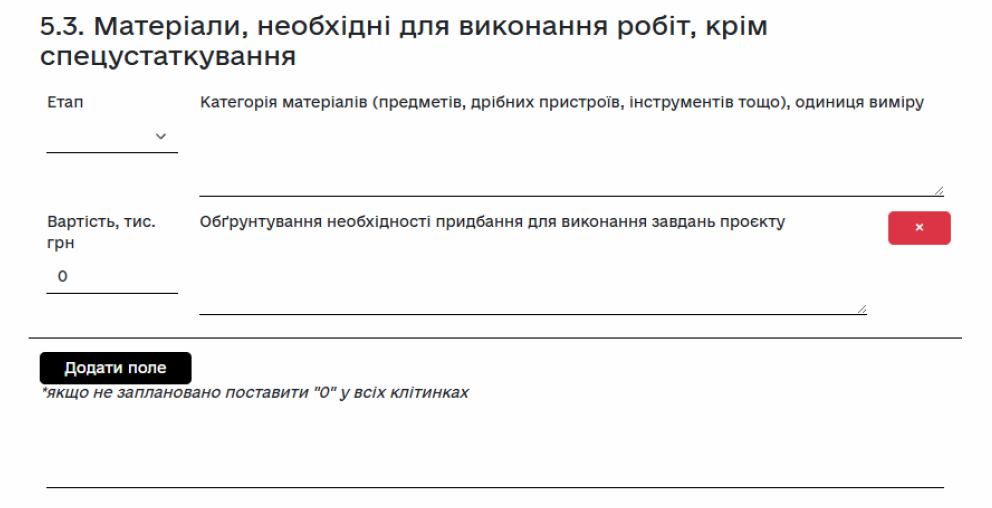 5.3. Матеріали, необхідні для виконання робіт, крім
спецустаткування
Етап
Категорія матеріалів (предметів, дрібних пристроїв, інструментів тощо), одиниця виміру
Вартість, тис.
грн
Обґрунтування необхідності придбання для виконання завдань проєкту
×
0
Додати поле
*якщо не заплановано поставити "0" у всіх клітинках